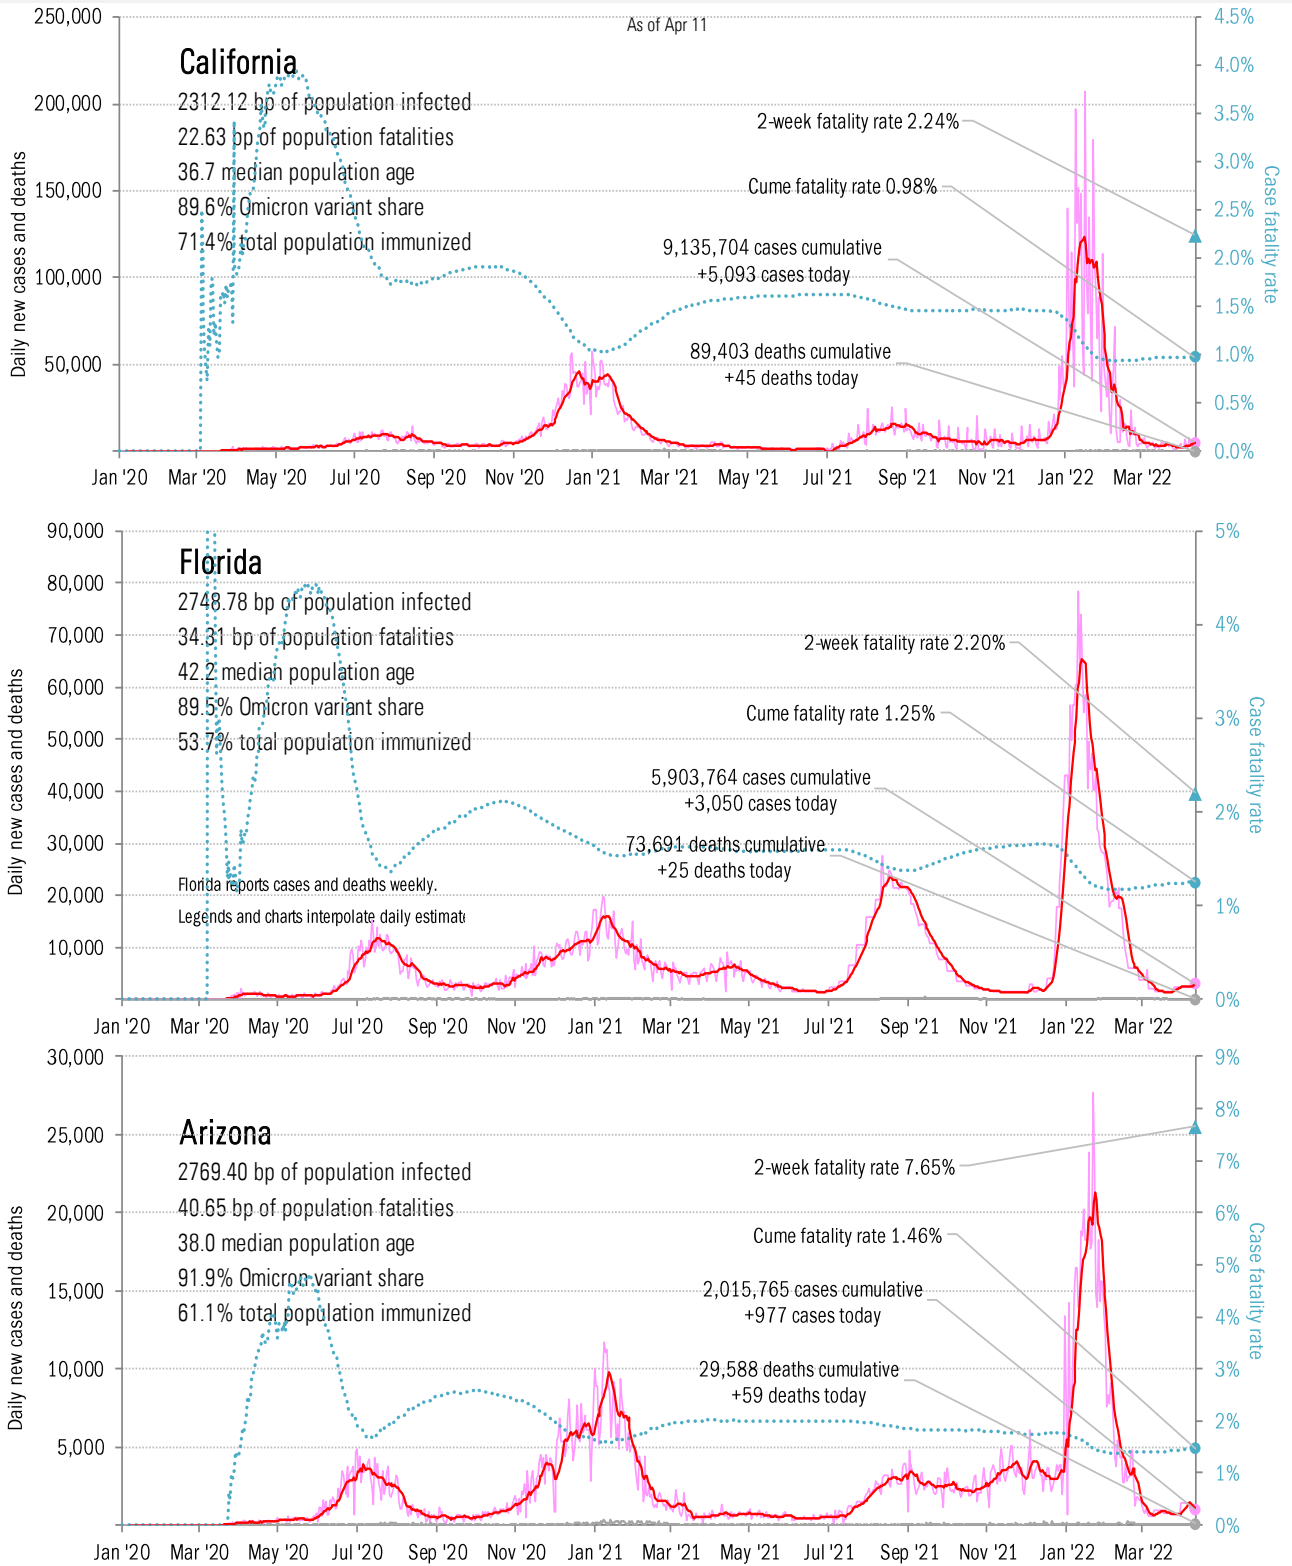 As of Apr 11
California
2312.12 bp of population infected
22.63 bp of population fatalities
36.7 median population age
89.6% Omicron variant share
71.4% total population immunized
2-week fatality rate 2.24%
Cume fatality rate 0.98%
9,135,704 cases cumulative
+5,093 cases today
89,403 deaths cumulative
+45 deaths today
Daily new cases and deaths
250,000
200,000
150,000
100,000
50,000
Case fatality rate
4.5%
4.0%
3.5%
3.0%
2.5%
2.0%
1.5%
1.0%
0.5%
0.0%
Jan '20 Mar '20 May '20 Jul '20 Sep '20 Nov '20 Jan '21 Mar '21 May '21 Jul '21 Sep '21 Nov '21 Jan '22 Mar '22
Florida
2748.78 bp of population infected
34.31 bp of population fatalities
42.2 median population age
89.5% Omicron variant share
53.7% total population immunized
Florida reports cases and deaths weekly.
Legends and charts interpolate daily estimate
2-week fatality rate 2.20%
Cume fatality rate 1.25%
5,903,764 cases cumulative
+3,050 cases today
73,691 deaths cumulative
+25 deaths today
Daily new cases and deaths
90,000
80,000
70,000
60,000
50,000
40,000
30,000
20,000
10,000
Case fatality rate
5%
4%
3%
2%
1%
0%
Jan '20 Mar '20 May '20 Jul '20 Sep '20 Nov '20 Jan '21 Mar '21 May '21 Jul '21 Sep '21 Nov '21 Jan '22 Mar '22
Arizona
2769.40 bp of population infected
40.65 bp of population fatalities
38.0 median population age
91.9% Omicron variant share
61.1% total population immunized
2-week fatality rate 7.65%
Cume fatality rate 1.46%
2,015,765 cases cumulative
+977 cases today
29,588 deaths cumulative
+59 deaths today
Daily new cases and deaths
30,000
25,000
20,000
15,000
10,000
5,000
Case fatality rate
9%
8%
7%
6%
5%
4%
3%
2%
1%
0%
Jan '20 Mar '20 May '20 Jul '20 Sep '20 Nov '20 Jan '21 Mar '21 May '21 Jul '21 Sep '21 Nov '21 Jan '22 Mar '22